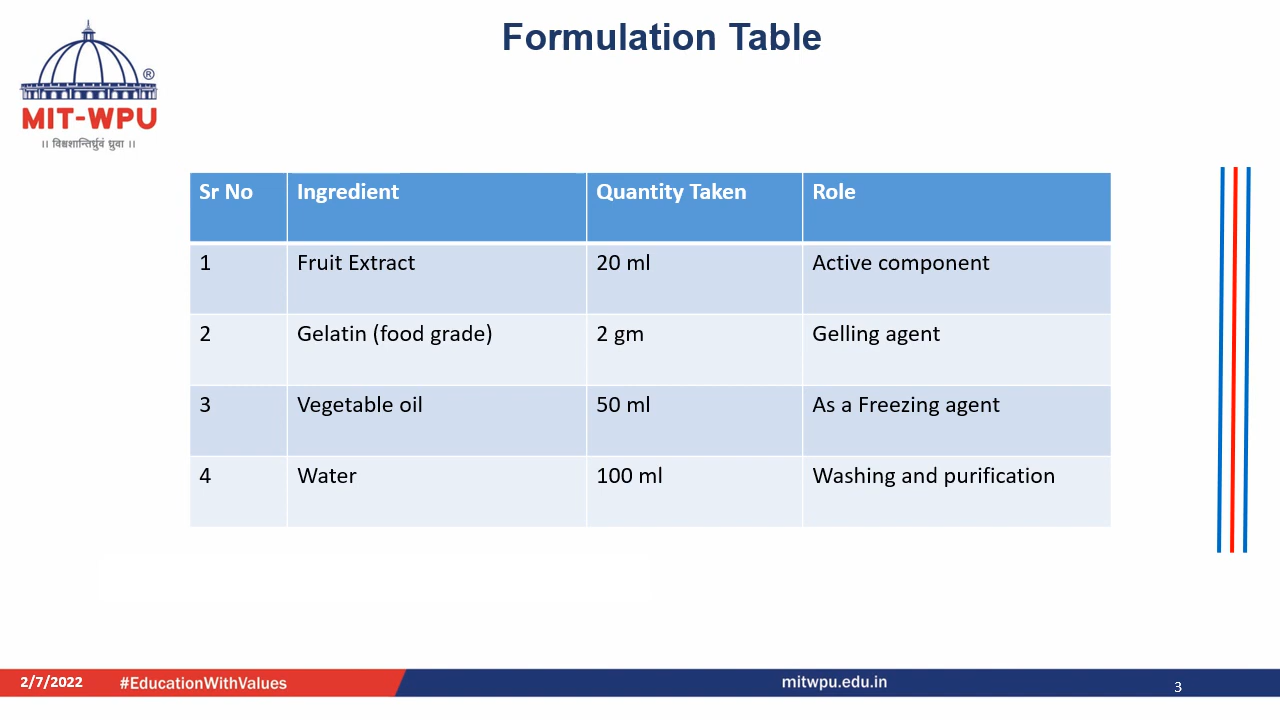 Formulation Table
®
MIT-WPU
।। विश्वशान्तिर्ध्रुवं ध्रुवा ।।
Sr No Ingredient Quantity Taken Role
1 Fruit Extract 20 ml Active component
2 Gelatin (food grade) 2 gm Gelling agent
3 Vegetable oil 50 ml As a Freezing agent
4 Water 100 ml Washing and purification
2/7/2022 #EducationWithValues mitwpu.edu.in 3